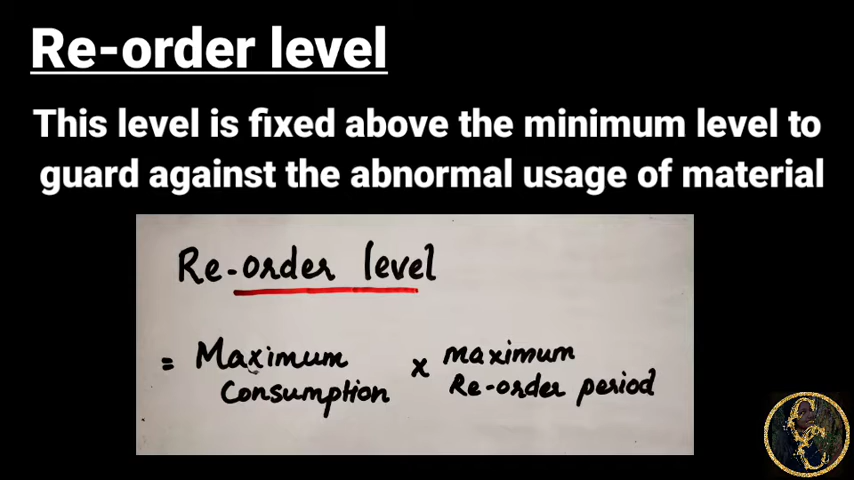 Re-order level
This level is fixed above the minimum level to
guard against the abnormal usage of material
Re-order level
= Maximum × maximum
Consumption Re-order period